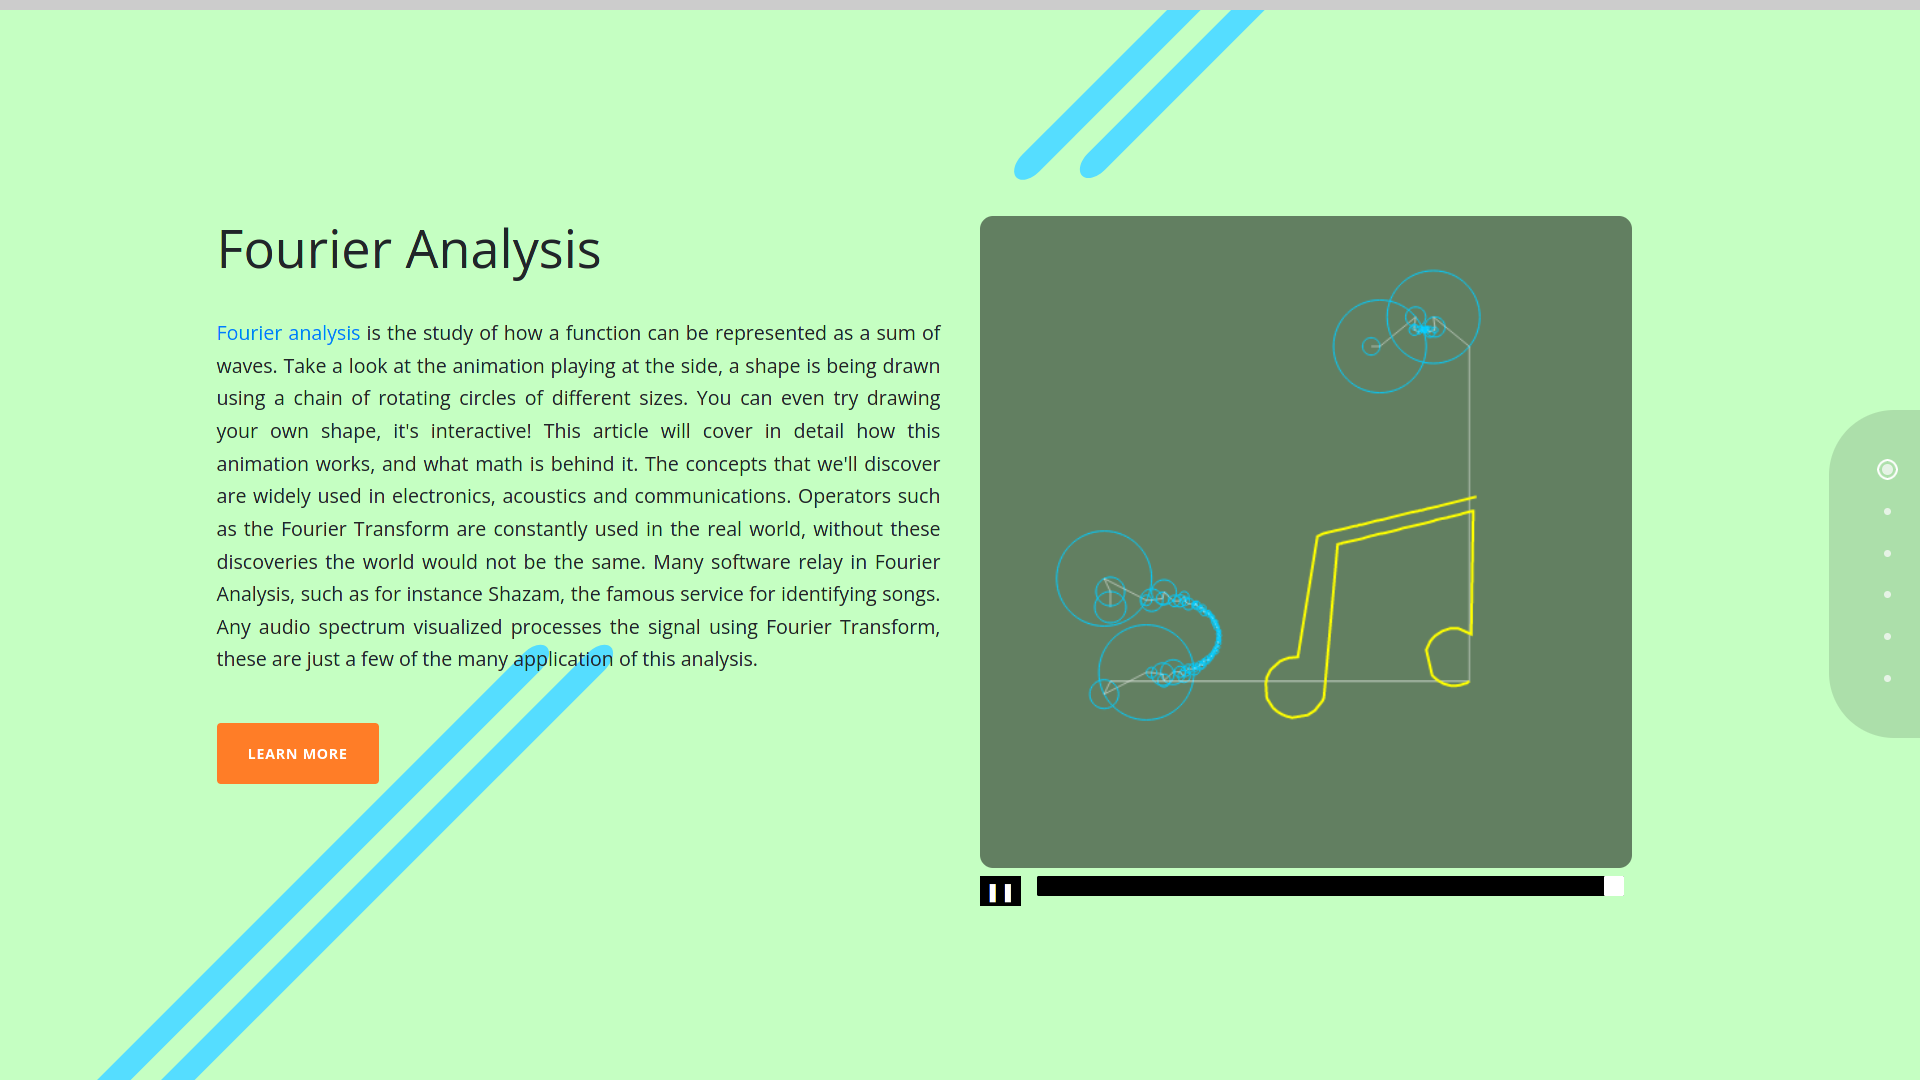 Fourier Analysis
Fourier analysis is the study of how a function can be represented as a sum of
waves. Take a look at the animation playing at the side, a shape is being drawn
using a chain of rotating circles of different sizes. You can even try drawing
your own shape, it's interactive! This article will cover in detail how this
animation works, and what math is behind it. The concepts that we'll discover
are widely used in electronics, acoustics and communications. Operators such
as the Fourier Transform are constantly used in the real world, without these
discoveries the world would not be the same. Many software relay in Fourier
Analysis, such as for instance Shazam, the famous service for identifying songs.
Any audio spectrum visualized processes the signal using Fourier Transform,
these are just a few of the many application of this analysis.
LEARN MORE